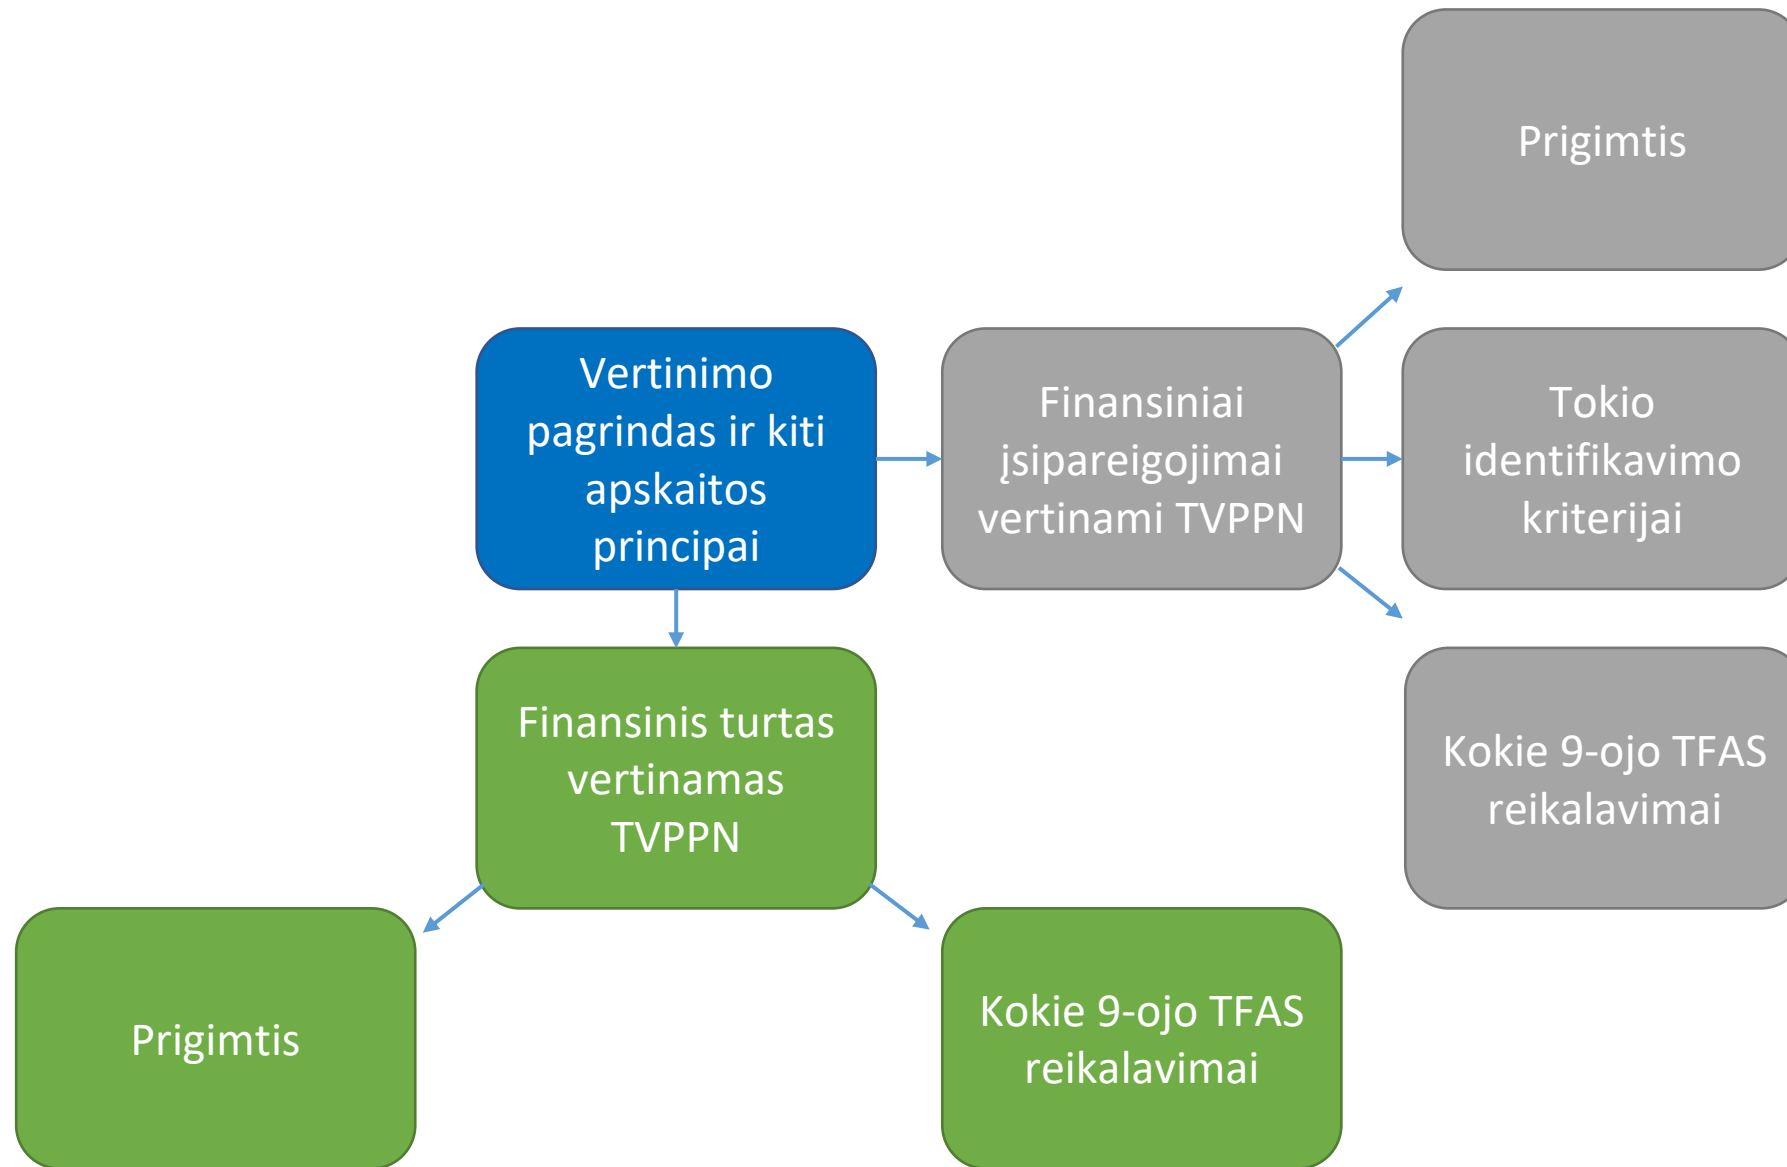 Prigimtis
Vertinimo
pagrindas ir kiti
apskaitos
principai
Finansiniai
įsipareigojimai
vertinami TVPPN
Tokio
identifikavimo
kriterijai
Finansinis turtas
vertinamas
TVPPN
Kokie 9-ojo TFAS
reikalavimai
Prigimtis
Kokie 9-ojo TFAS
reikalavimai